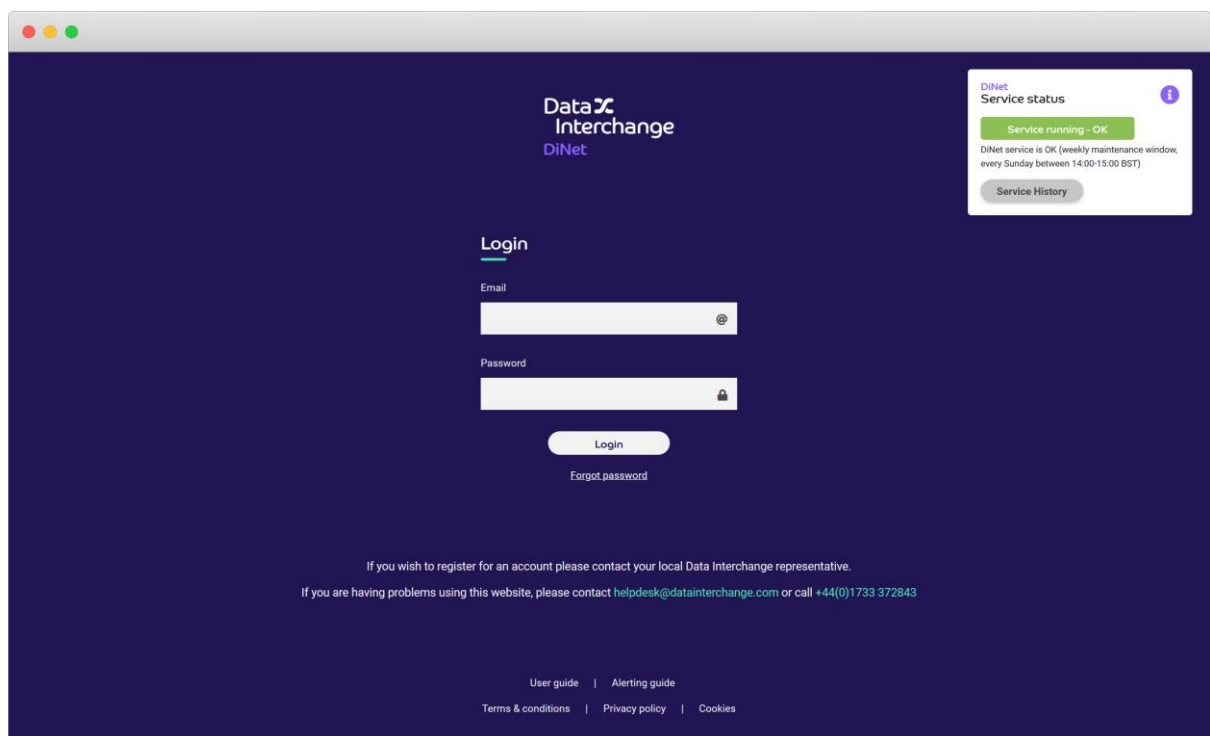 Data X
Interchange
DiNet
DiNet
Service status
Service running - OK
DiNet service is OK (weekly maintenance window,
every Sunday between 14:00-15:00 BST)
Service History
Login
Email
@
Password
Login
Forgot password
If you wish to register for an account please contact your local Data Interchange representative.
If you are having problems using this website, please contact helpdesk@datainterchange.com or call +44(0)1733 372843
User guide | Alerting guide
Terms & conditions | Privacy policy | Cookies